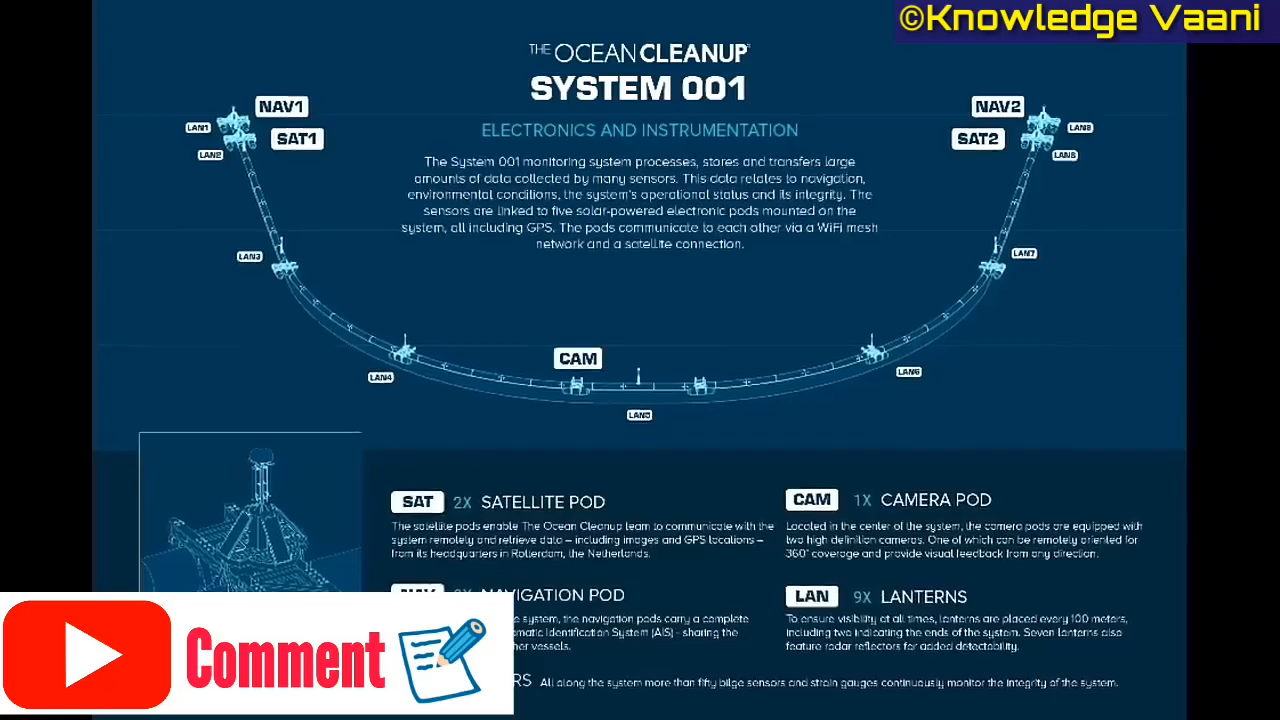 ©Knowledge Vaani
THE OCEAN CLEANUP
SYSTEM 001
NAV1
NAV2
LAN1
SAT1
SAT2
LAN2
ELECTRONICS AND INSTRUMENTATION
The System 001 monitoring system processes, stores and transfers large
amounts of data collected by many sensors. This data relates to navigation,
environmental conditions, the system's operational status and its integrity. The
sensors are linked to five solar-powered electronic pods mounted on the
system, all including GPS. The pods communicate to each other via a WiFi mesh
network and a satellite connection.
LAN3
LAN7
CAM
LAN4
LAN6
LAN5
SAT 2X SATELLITE POD
The satellite pods enable The Ocean Cleanup team to communicate with the
system remotely and retrieve data – including images and GPS locations –
from its headquarters in Rotterdam, the Netherlands.
CAM 1X CAMERA POD
Located in the center of the system, the camera pods are equipped with
two high definition cameras. One of which can be remotely oriented for
360° coverage and provide visual feedback from any direction.
NAVIGATION POD
system, the navigation pods carry a complete
Identification System (AIS) - sharing the
vessels.
LAN 9X LANTERNS
To ensure visibility at all times, lanterns are placed every 100 meters,
including two indicating the ends of the system. Seven lanterns also
feature radar reflectors for added detectability.
RS All along the system more than fifty bilge sensors and strain gauges continuously monitor the integrity of the system.
Comment